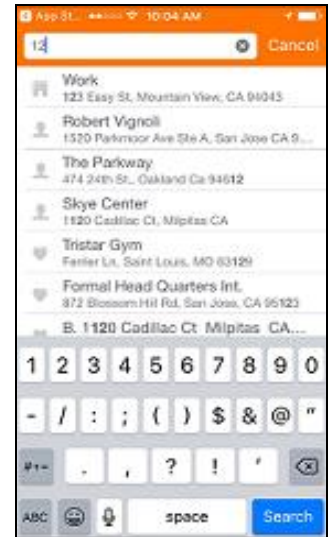 App St... 10:04 AM
12 Cancel
Work
123 Easy St, Mountain View, CA 94043
Robert Vignoli
1520 Parkmoor Ave Ste A, San Jose CA 9...
The Parkway
474 24th St., Oakland Ca 94612
Skye Center
1120 Cadillac Ct, Milpitas CA
Tristar Gym
Ferrier Ln, Saint Louis, MO 63129
Formal Head Quarters Int.
872 Blossom Hill Rd, San Jose, CA 95123
B. 1120 Cadillac Ct Milpitas CA...
1 2 3 4 5 6 7 8 9 0
- / : ; ( ) $ & @ "
#+= . , ? ! '
ABC space Search